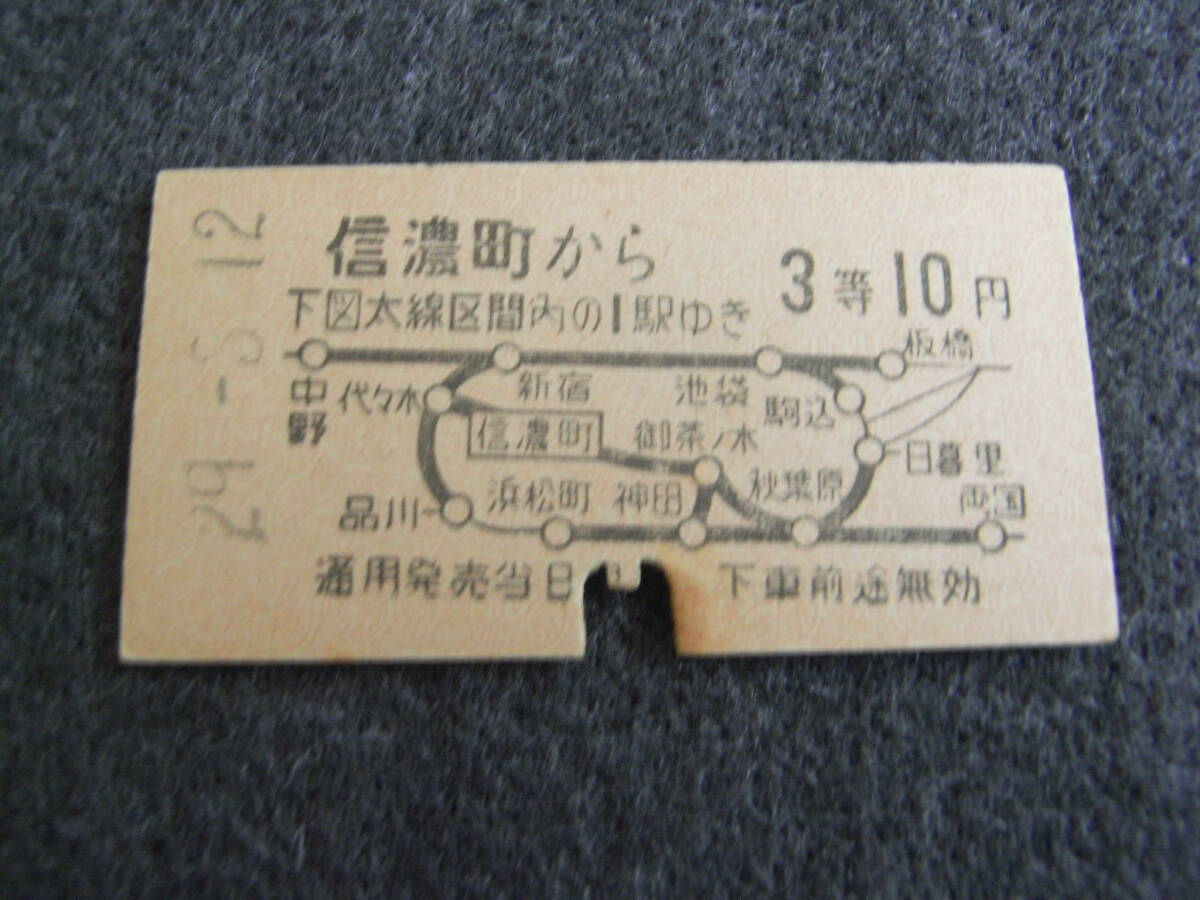 信濃町から
3等10円
下図太線区間内の1駅ゆき
板橋
中野
代々木
新宿
池袋
駒込
信濃町
御茶ノ水
日暮里
品川
浜松町
神田
秋葉原
両国
通用発売当日
下車前途無効